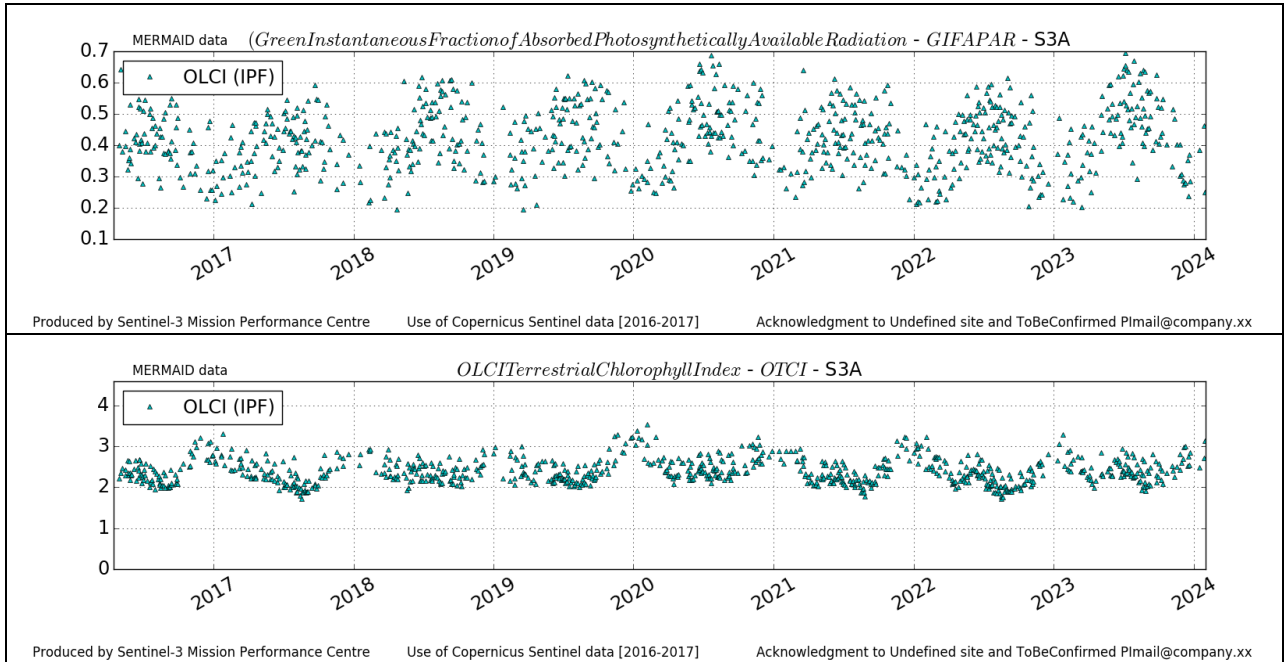 MERMAID data (GreenInstantaneousFractionofAbsorbedPhotosyntheticallyAvailableRadiation - GIFAPAR - S3A
0.7
OLCI (IPF)
0.6
0.5
0.4
0.3
0.2
0.1
2017 2018 2019 2020 2021 2022 2023 2024
Produced by Sentinel-3 Mission Performance Centre Use of Copernicus Sentinel data [2016-2017] Acknowledgment to Undefined site and ToBeConfirmed PImail@company.xx
MERMAID data OLCITerrestrialChlorophyllIndex - OTCI - S3A
OLCI (IPF)
4
3
2
1
0
2017 2018 2019 2020 2021 2022 2023 2024
Produced by Sentinel-3 Mission Performance Centre Use of Copernicus Sentinel data [2016-2017] Acknowledgment to Undefined site and ToBeConfirmed PImail@company.xx